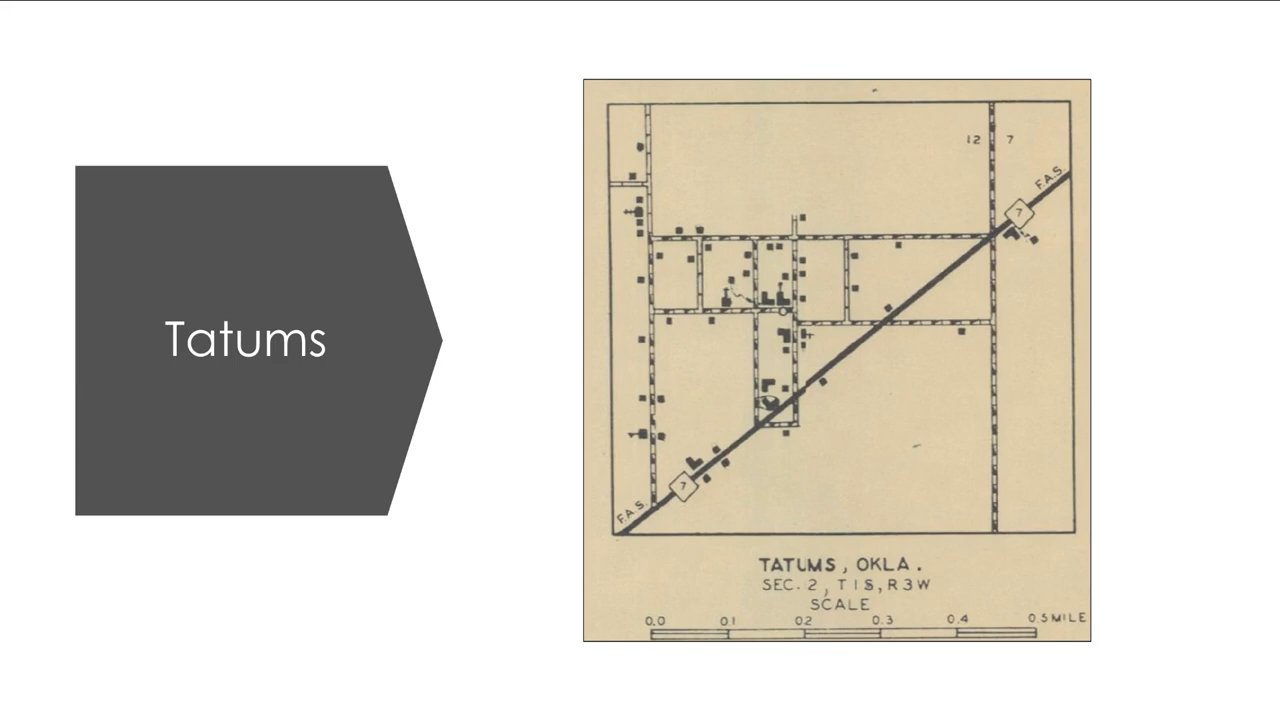 Tatums
12 7
F.A.S.
7
7
F.A.S.
TATUMS, OKLA.
SEC. 2, T1S, R3W
SCALE
0.0 0.1 0.2 0.3 0.4 0.5 MILE